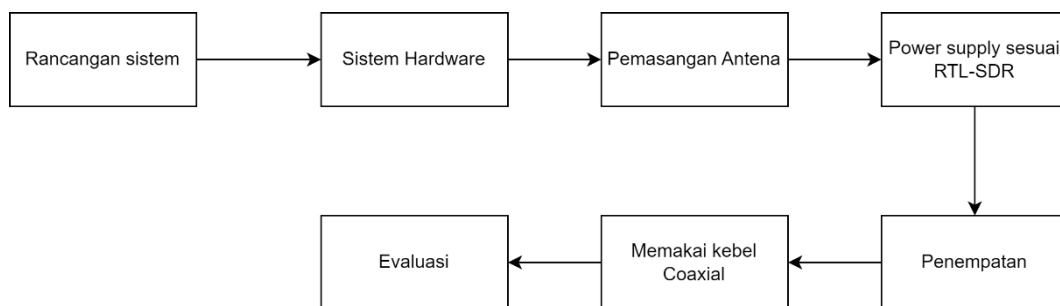 Rancangan sistem
Sistem Hardware
Pemasangan Antena
Power supply sesuai
RTL-SDR
Penempatan
Memakai kebel
Coaxial
Evaluasi